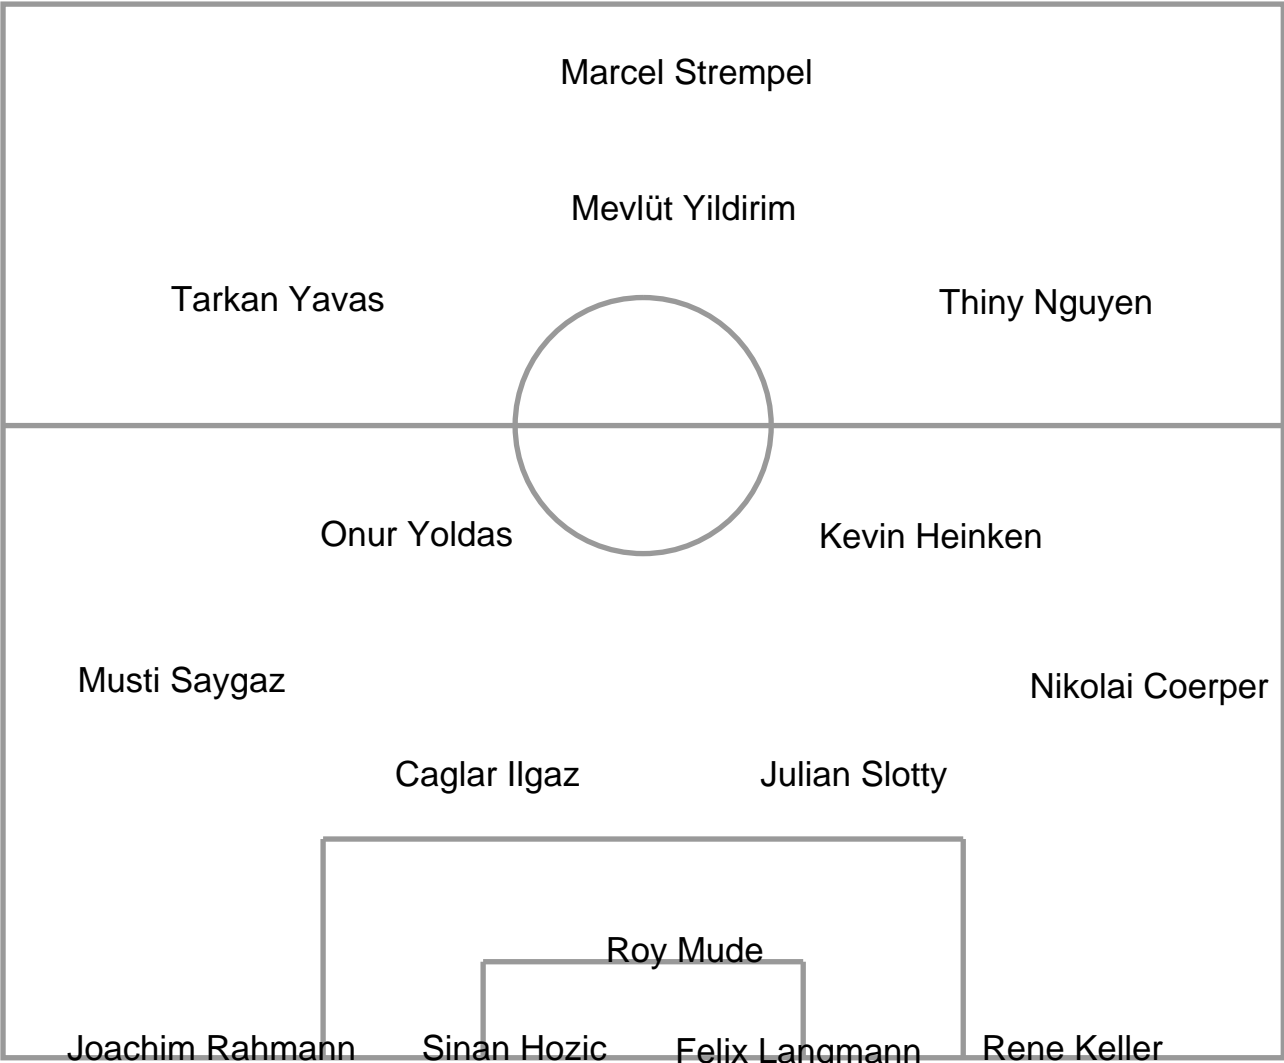 Marcel Strempel
Mevlüt Yildirim
Tarkan Yavas
Thiny Nguyen
Onur Yoldas
Kevin Heinken
Musti Saygaz
Nikolai Coerper
Caglar Ilgaz
Julian Slotty
Roy Mude
Joachim Rahmann
Sinan Hozic
Felix Langmann
Rene Keller